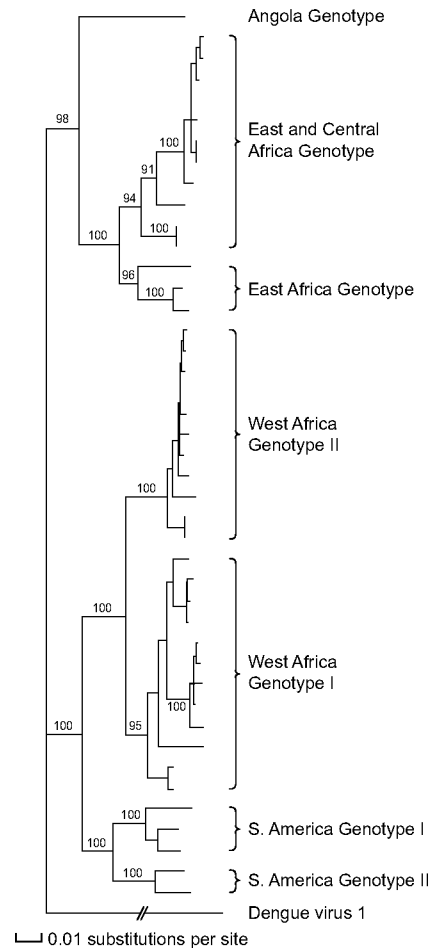 Angola Genotype
98
100
East and Central
Africa Genotype
91
94
100
100
96
100
East Africa Genotype
West Africa
Genotype II
100
100
West Africa
Genotype I
100
95
100
100
S. America Genotype I
100
100
S. America Genotype II
Dengue virus 1
0.01 substitutions per site